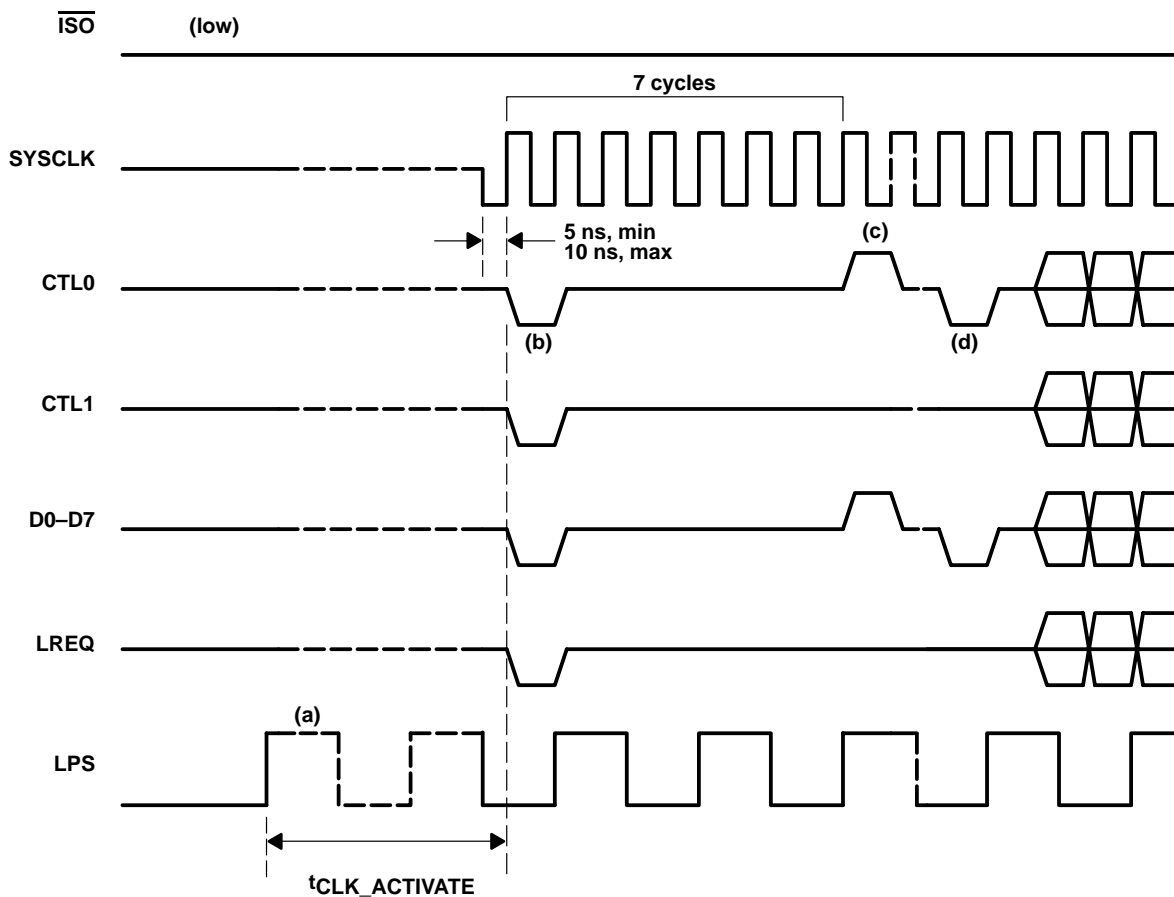 ISO (low)
7 cycles
SYSCLK
5 ns, min
10 ns, max
(c)
CTL0
(b) (d)
CTL1
D0–D7
LREQ
(a)
LPS
tCLK_ACTIVATE